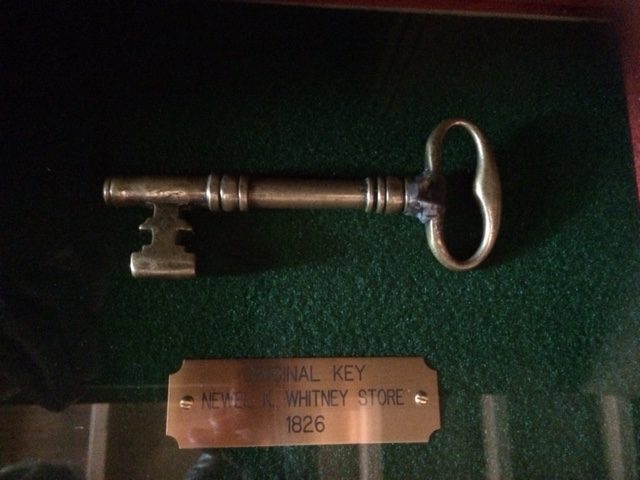 ORIGINAL KEY
NEWEL K. WHITNEY STORE
1826